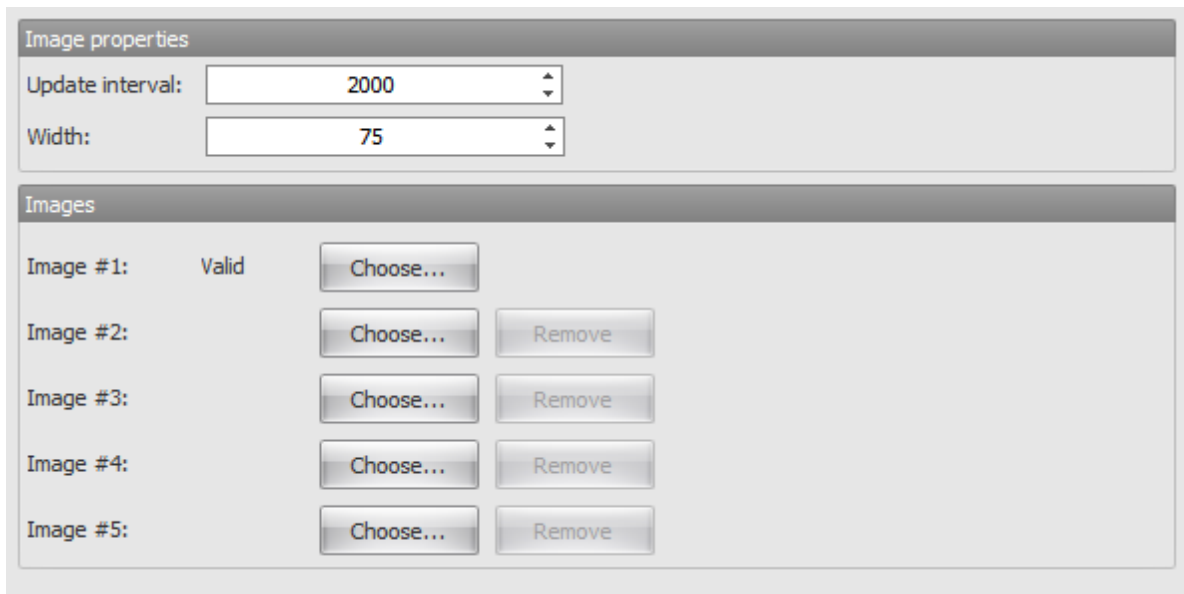 Image properties
Update interval: 2000
Width: 75
Images
Image #1: Valid Choose...
Image #2: Choose... Remove
Image #3: Choose... Remove
Image #4: Choose... Remove
Image #5: Choose... Remove